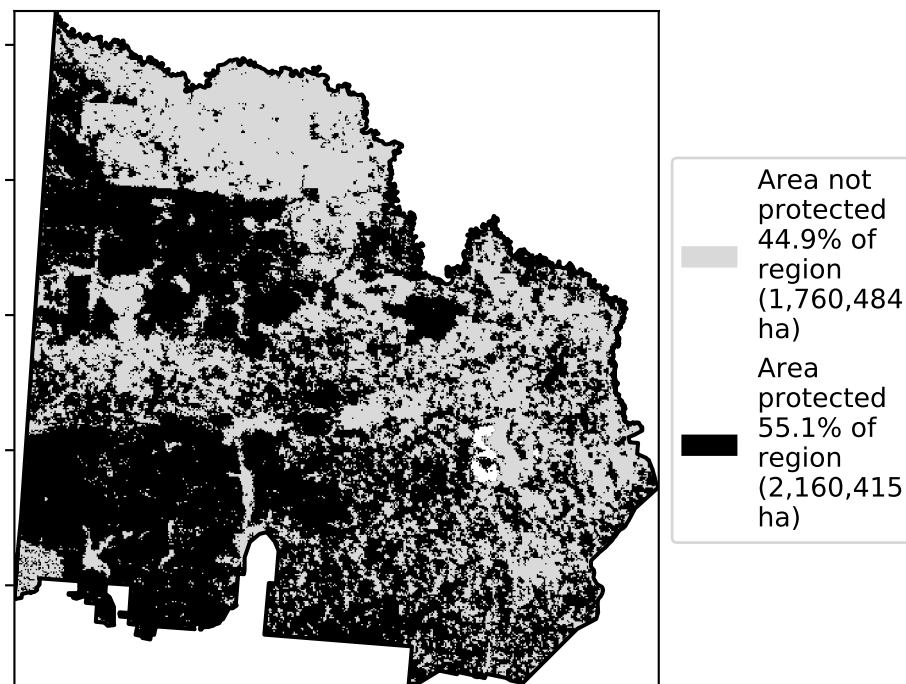 Area not
protected
44.9% of
region
(1,760,484
ha)
Area
protected
55.1% of
region
(2,160,415
ha)